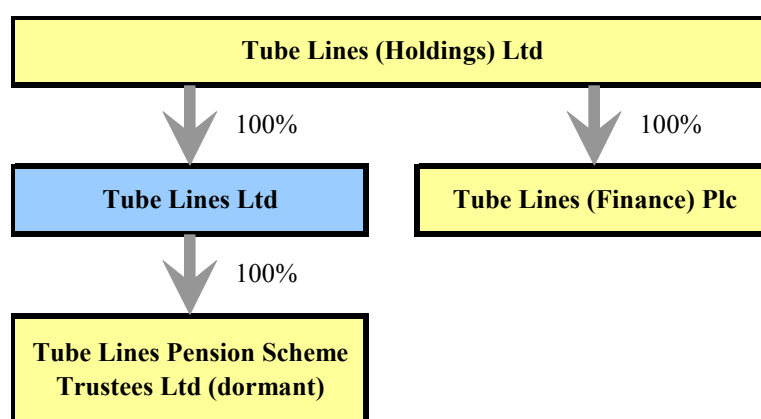 Tube Lines (Holdings) Ltd
100%
100%
Tube Lines Ltd
Tube Lines (Finance) Plc
100%
Tube Lines Pension Scheme
Trustees Ltd (dormant)